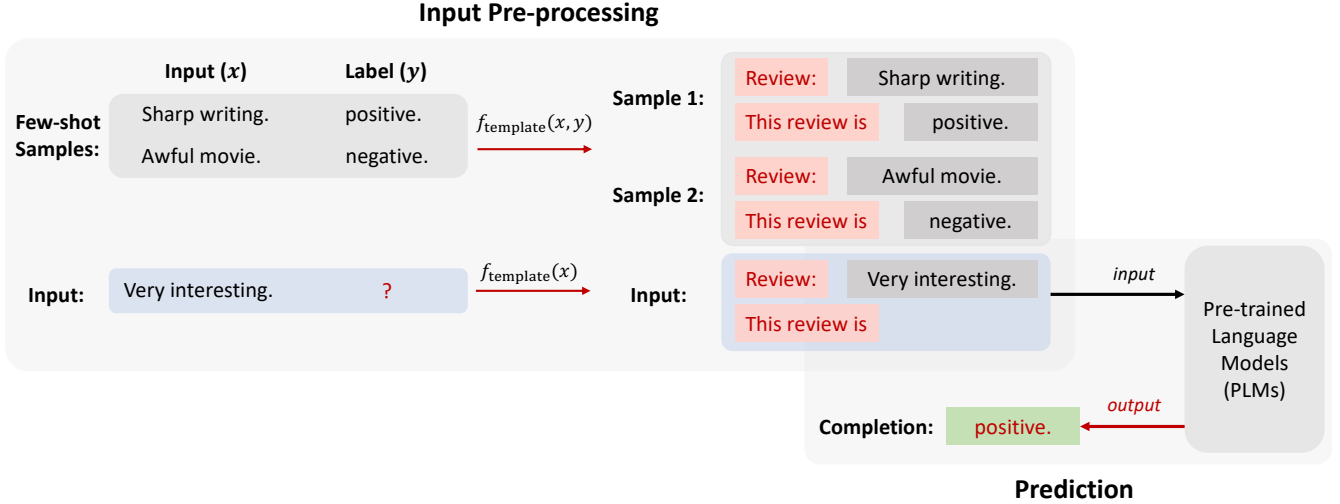 Input Pre-processing
Input (x) Label (y)
Few-shot Samples:
Sharp writing. positive.
Awful movie. negative.
f_template(x, y)
Sample 1:
Review: Sharp writing.
This review is positive.
Sample 2:
Review: Awful movie.
This review is negative.
Input:
Very interesting. ?
f_template(x)
Input:
Review: Very interesting.
This review is
input
Pre-trained
Language
Models
(PLMs)
output
Completion: positive.
Prediction